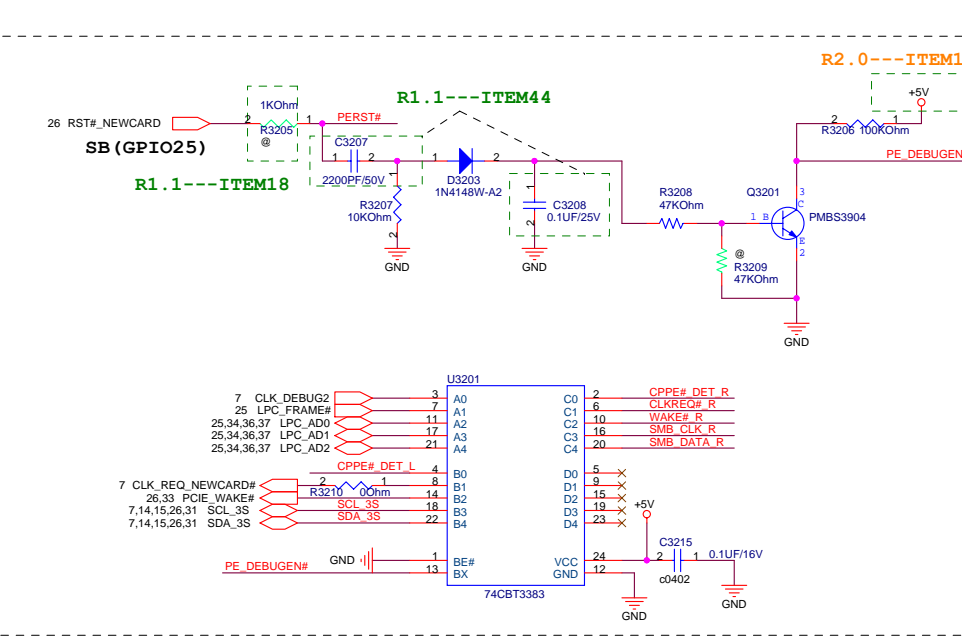 R2.0---ITEM1
+5V
R1.1---ITEM44
1KOhm
26 RST#_NEWCARD
2
1
PERST#
R3205
@
SB(GPIO25)
C3207
1
2
2200PF/50V
R1.1---ITEM18
1
R3207
10KOhm
2
GND
1
2
D3203
1N4148W-A2
1
C3208
0.1UF/25V
2
GND
R3208
47KOhm
2
1
R3206 100KOhm
PE_DEBUGEN
Q3201
3
C
1 B
PMBS3904
E
2
@
R3209
47KOhm
GND
U3201
7 CLK_DEBUG2 3 A0 C0 2 CPPE#_DET_R
25 LPC_FRAME# 7 A1 C1 6 CLKREQ#_R
25,34,36,37 LPC_AD0 11 A2 C2 10 WAKE#_R
25,34,36,37 LPC_AD1 17 A3 C3 16 SMB_CLK_R
25,34,36,37 LPC_AD2 21 A4 C4 20 SMB_DATA_R
CPPE#_DET_L 4 B0 D0 5
7 CLK_REQ_NEWCARD# 2 1 8 B1 D1 9
R3210 0Ohm
26,33 PCIE_WAKE# 14 B2 D2 15
7,14,15,26,31 SCL_3S SCL_3S 18 B3 D3 19
7,14,15,26,31 SDA_3S SDA_3S 22 B4 D4 23
+5V
C3215
GND 1 BE# VCC 24 2 1 0.1UF/16V
PE_DEBUGEN# 13 BX GND 12
c0402
74CBT3383
GND
GND